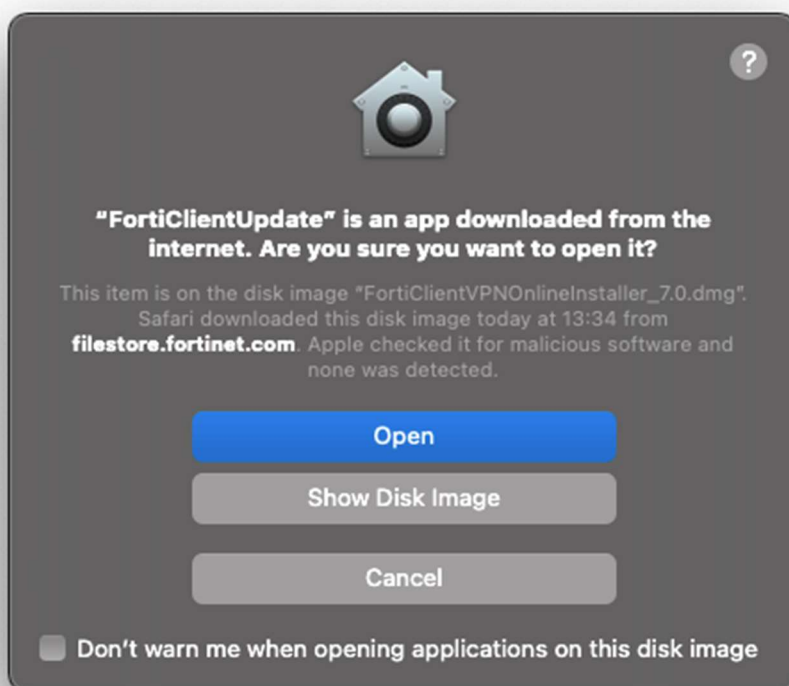 ?
“FortiClientUpdate” is an app downloaded from the
internet. Are you sure you want to open it?
This item is on the disk image “FortiClientVPNOnlineInstaller_7.0.dmg”.
Safari downloaded this disk image today at 13:34 from
filestore.fortinet.com. Apple checked it for malicious software and
none was detected.
Open
Show Disk Image
Cancel
Don’t warn me when opening applications on this disk image